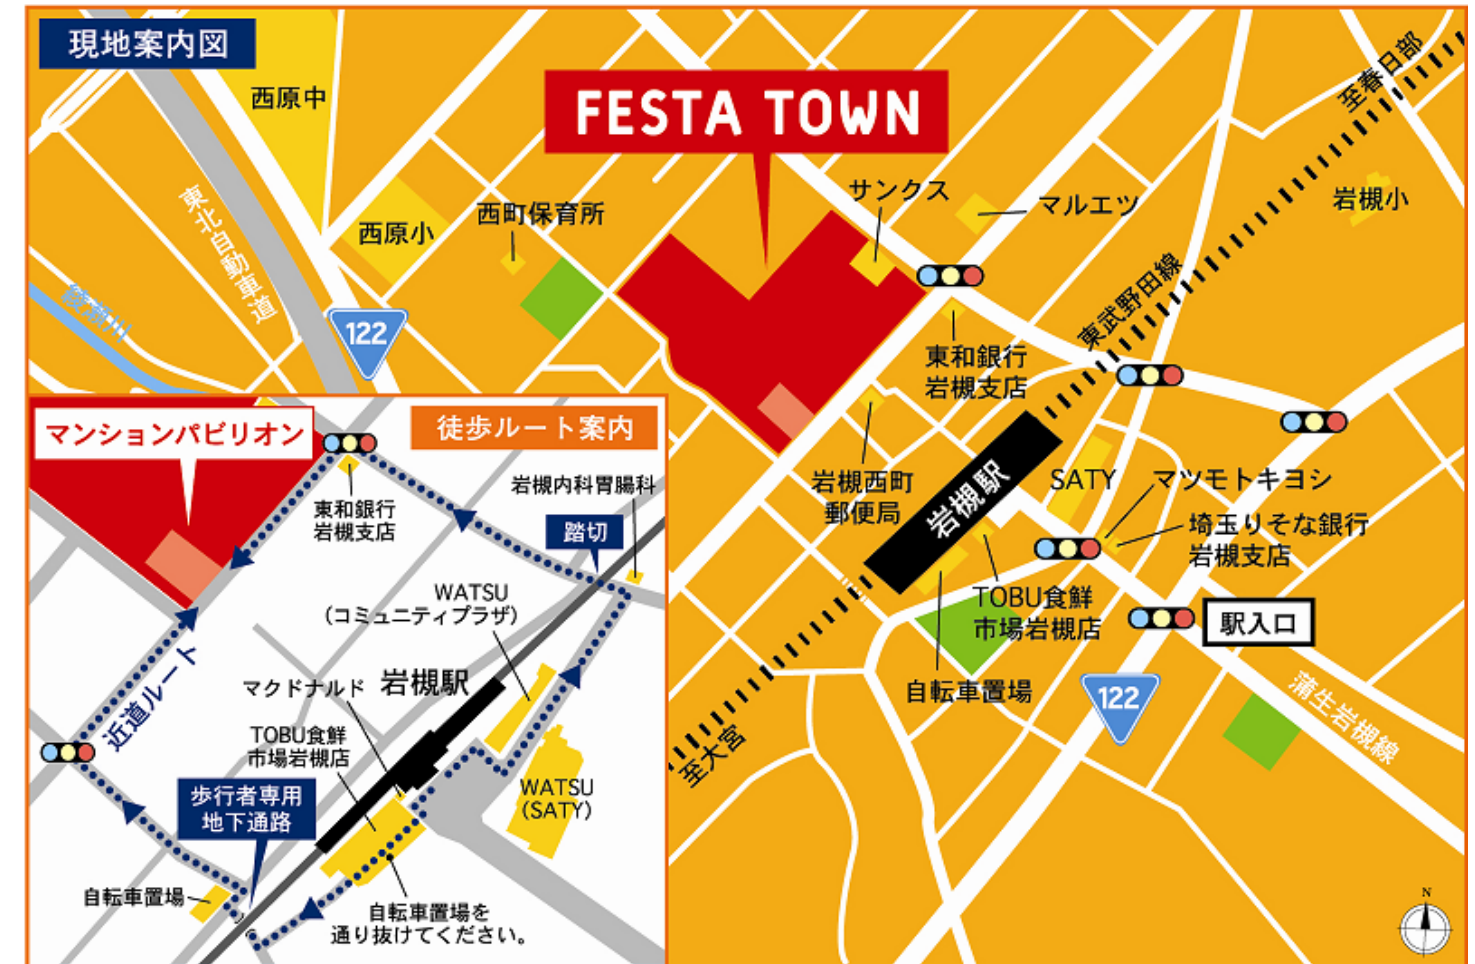 現地案内図
西原中
FESTA TOWN
至春日部
サンクス
マルエツ
岩槻小
西町保育所
西原小
東北自動車道
綾瀬川
122
東武野田線
東和銀行
岩槻支店
岩槻西町
郵便局
岩槻駅
SATY
マツモトキヨシ
埼玉りそな銀行
岩槻支店
TOBU食鮮
市場岩槻店
駅入口
自転車置場
122
蒲生岩槻線
至大宮
N
マンションパビリオン
徒歩ルート案内
東和銀行
岩槻支店
岩槻内科胃腸科
踏切
WATSU
(コミュニティプラザ)
近道ルート
マクドナルド
岩槻駅
TOBU食鮮
市場岩槻店
WATSU
(SATY)
歩行者専用
地下通路
自転車置場
自転車置場を
通り抜けてください。